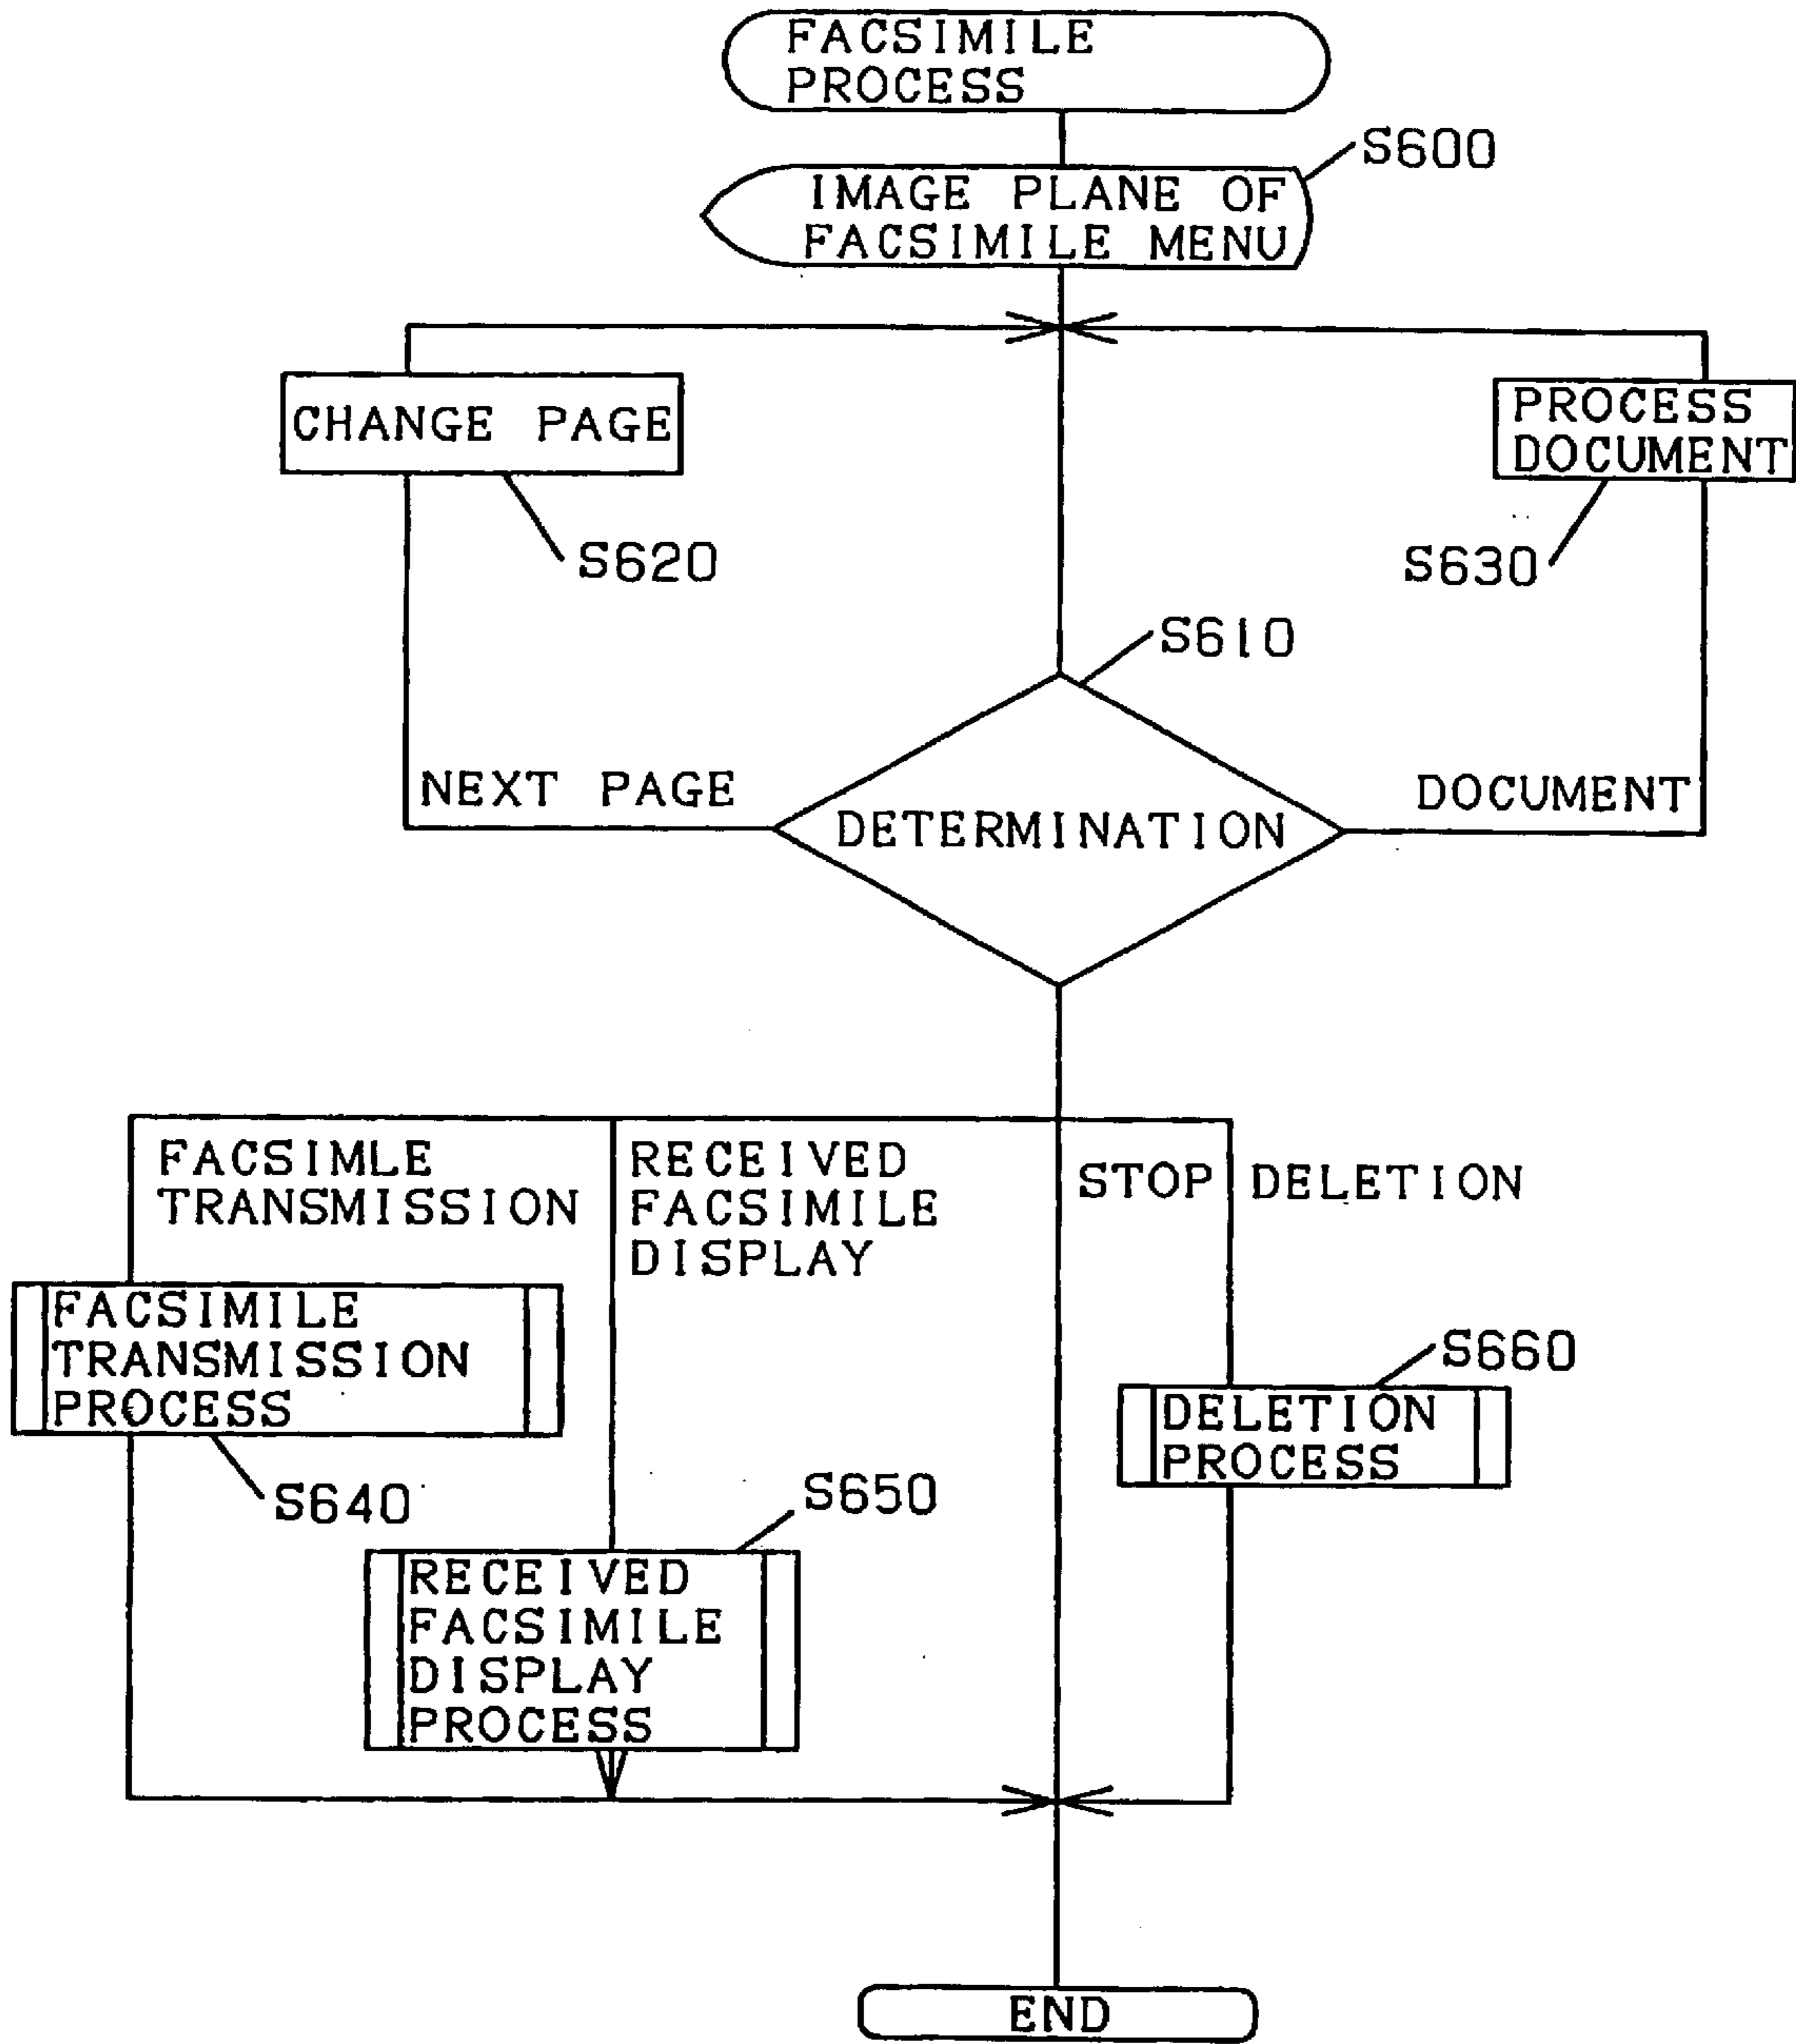 FACSIMILE
PROCESS
S600
IMAGE PLANE OF
FACSIMILE MENU
CHANGE PAGE
PROCESS
DOCUMENT
S620
S630
S610
NEXT PAGE
DOCUMENT
DETERMINATION
FACSIMLE
TRANSMISSION
RECEIVED
FACSIMILE
DISPLAY
STOP
DELETION
FACSIMILE
TRANSMISSION
PROCESS
S660
DELETION
PROCESS
S640
S650
RECEIVED
FACSIMILE
DISPLAY
PROCESS
END